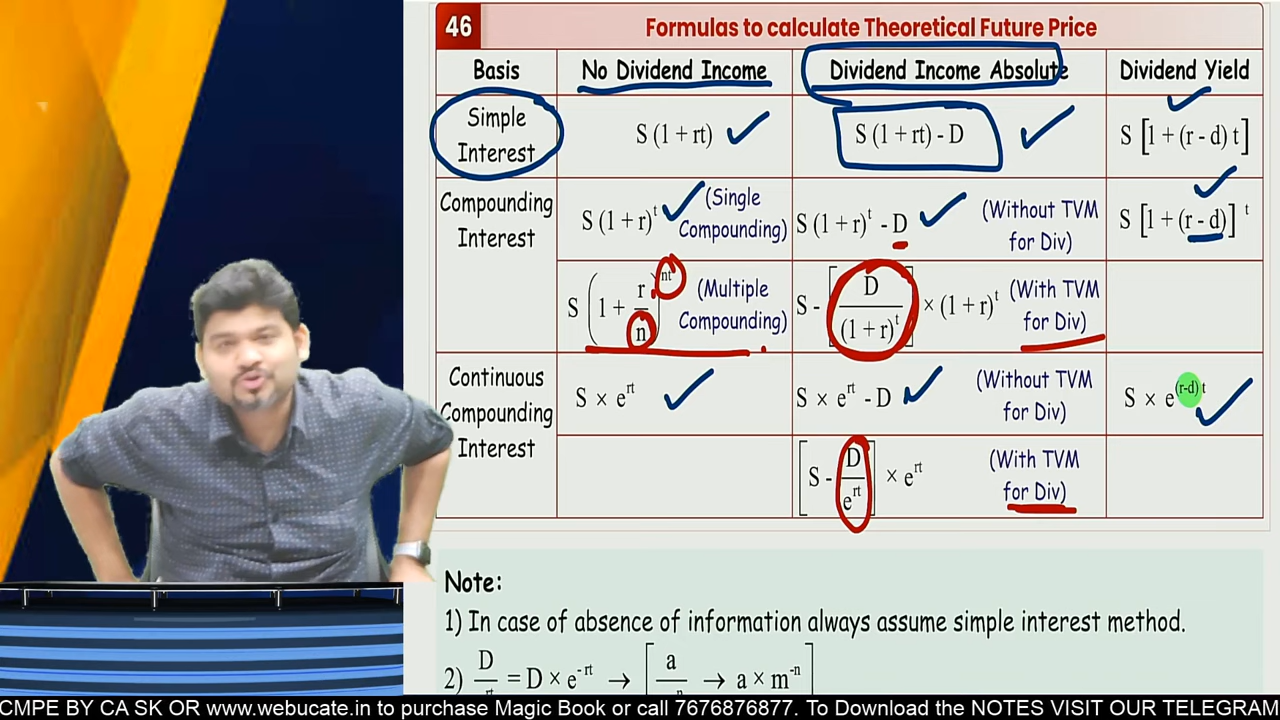 46 Formulas to calculate Theoretical Future Price
Basis No Dividend Income Dividend Income Absolute Dividend Yield
Simple Interest S (1 + rt) S (1 + rt) - D S [1 + (r - d) t]
Compounding Interest S (1 + r)^t (Single Compounding) S (1 + r)^t - D (Without TVM for Div) S [1 + (r - d)]^t
S (1 + r/n)^nt (Multiple Compounding) S - [D/(1 + r)^t] × (1 + r)^t (With TVM for Div)
Continuous Compounding Interest S × e^rt S × e^rt - D (Without TVM for Div) S × e^(r-d) t
[S - D/e^rt] × e^rt (With TVM for Div)
Note:
1) In case of absence of information always assume simple interest method.
2) D/ rt = D × e^-rt → [a/ n → a × m^-n]
CMPE BY CA SK OR www.webucate.in to purchase Magic Book or call 7676876877. To Download the NOTES VISIT OUR TELEGRAM